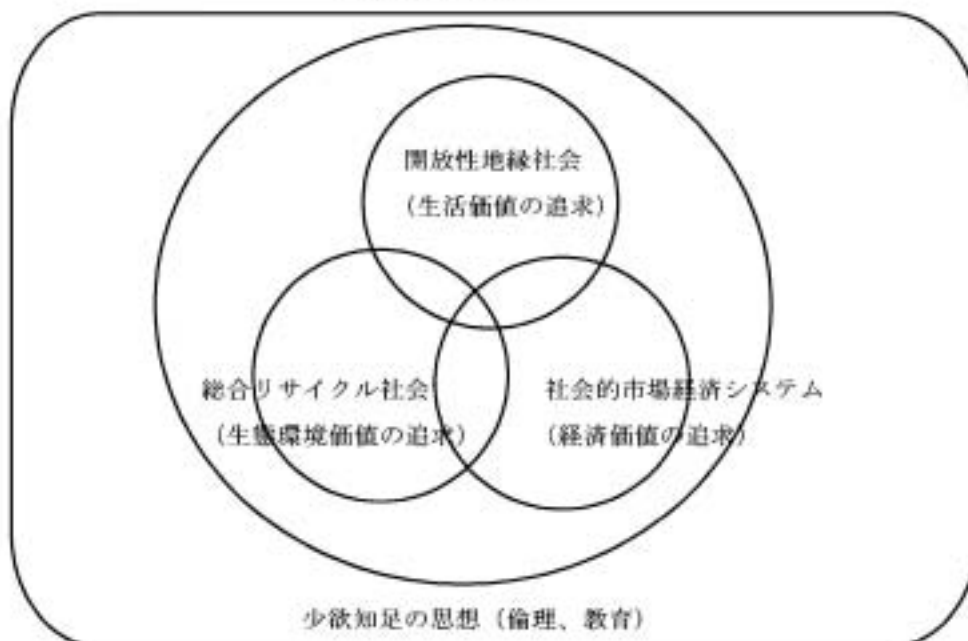 開放性地縁社会
（生活価値の追求）
総合リサイクル社会
（生態環境価値の追求）
社会的市場経済システム
（経済価値の追求）
少欲知足の思想（倫理、教育）